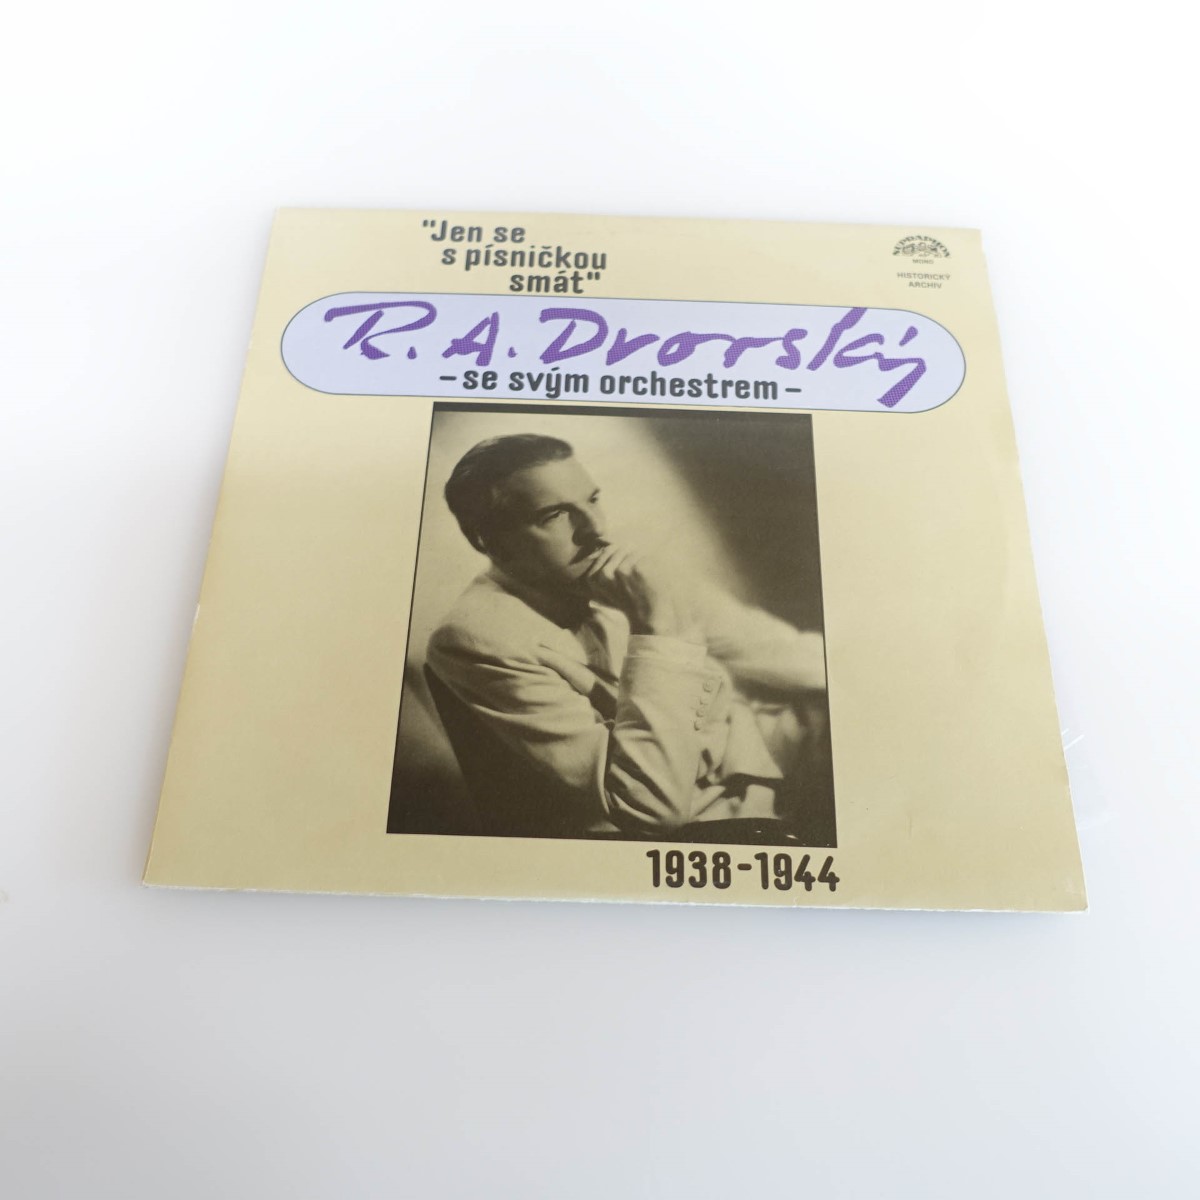 "Jen se
s písničkou
smát"
SUPRAPHON
MONO
HISTORICKÝ
ARCHIV
R. A. Dvorský
– se svým orchestrem –
1938-1944